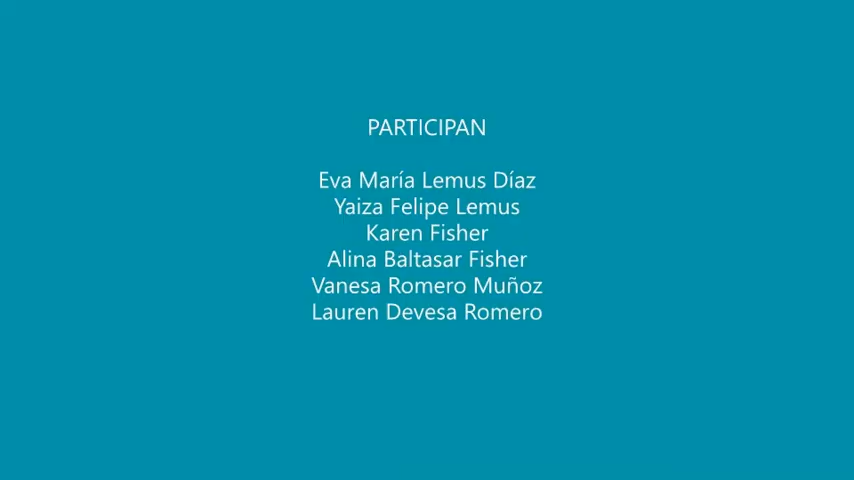 PARTICIPAN
Eva María Lemus Díaz
Yaiza Felipe Lemus
Karen Fisher
Alina Baltasar Fisher
Vanesa Romero Muñoz
Lauren Devesa Romero